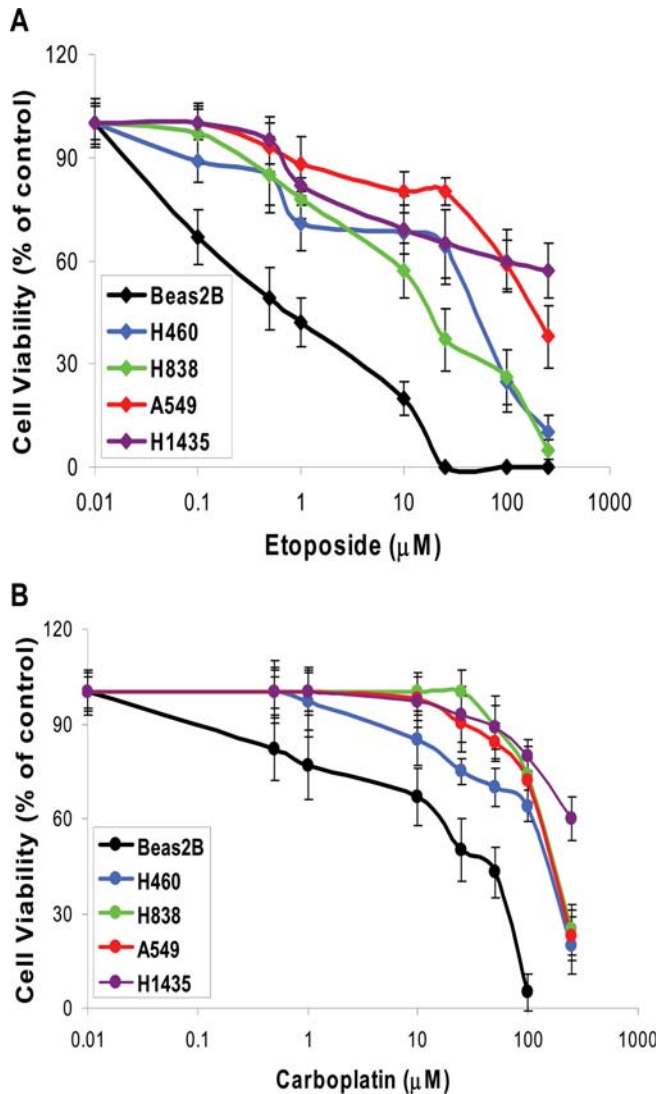 A
Cell Viability (% of control)
120
90
60
30
0
Beas2B
H460
H838
A549
H1435
0.01 0.1 1 10 100 1000
Etoposide (μM)
B
Cell Viability (% of control)
120
90
60
30
0
Beas2B
H460
H838
A549
H1435
0.01 0.1 1 10 100 1000
Carboplatin (μM)